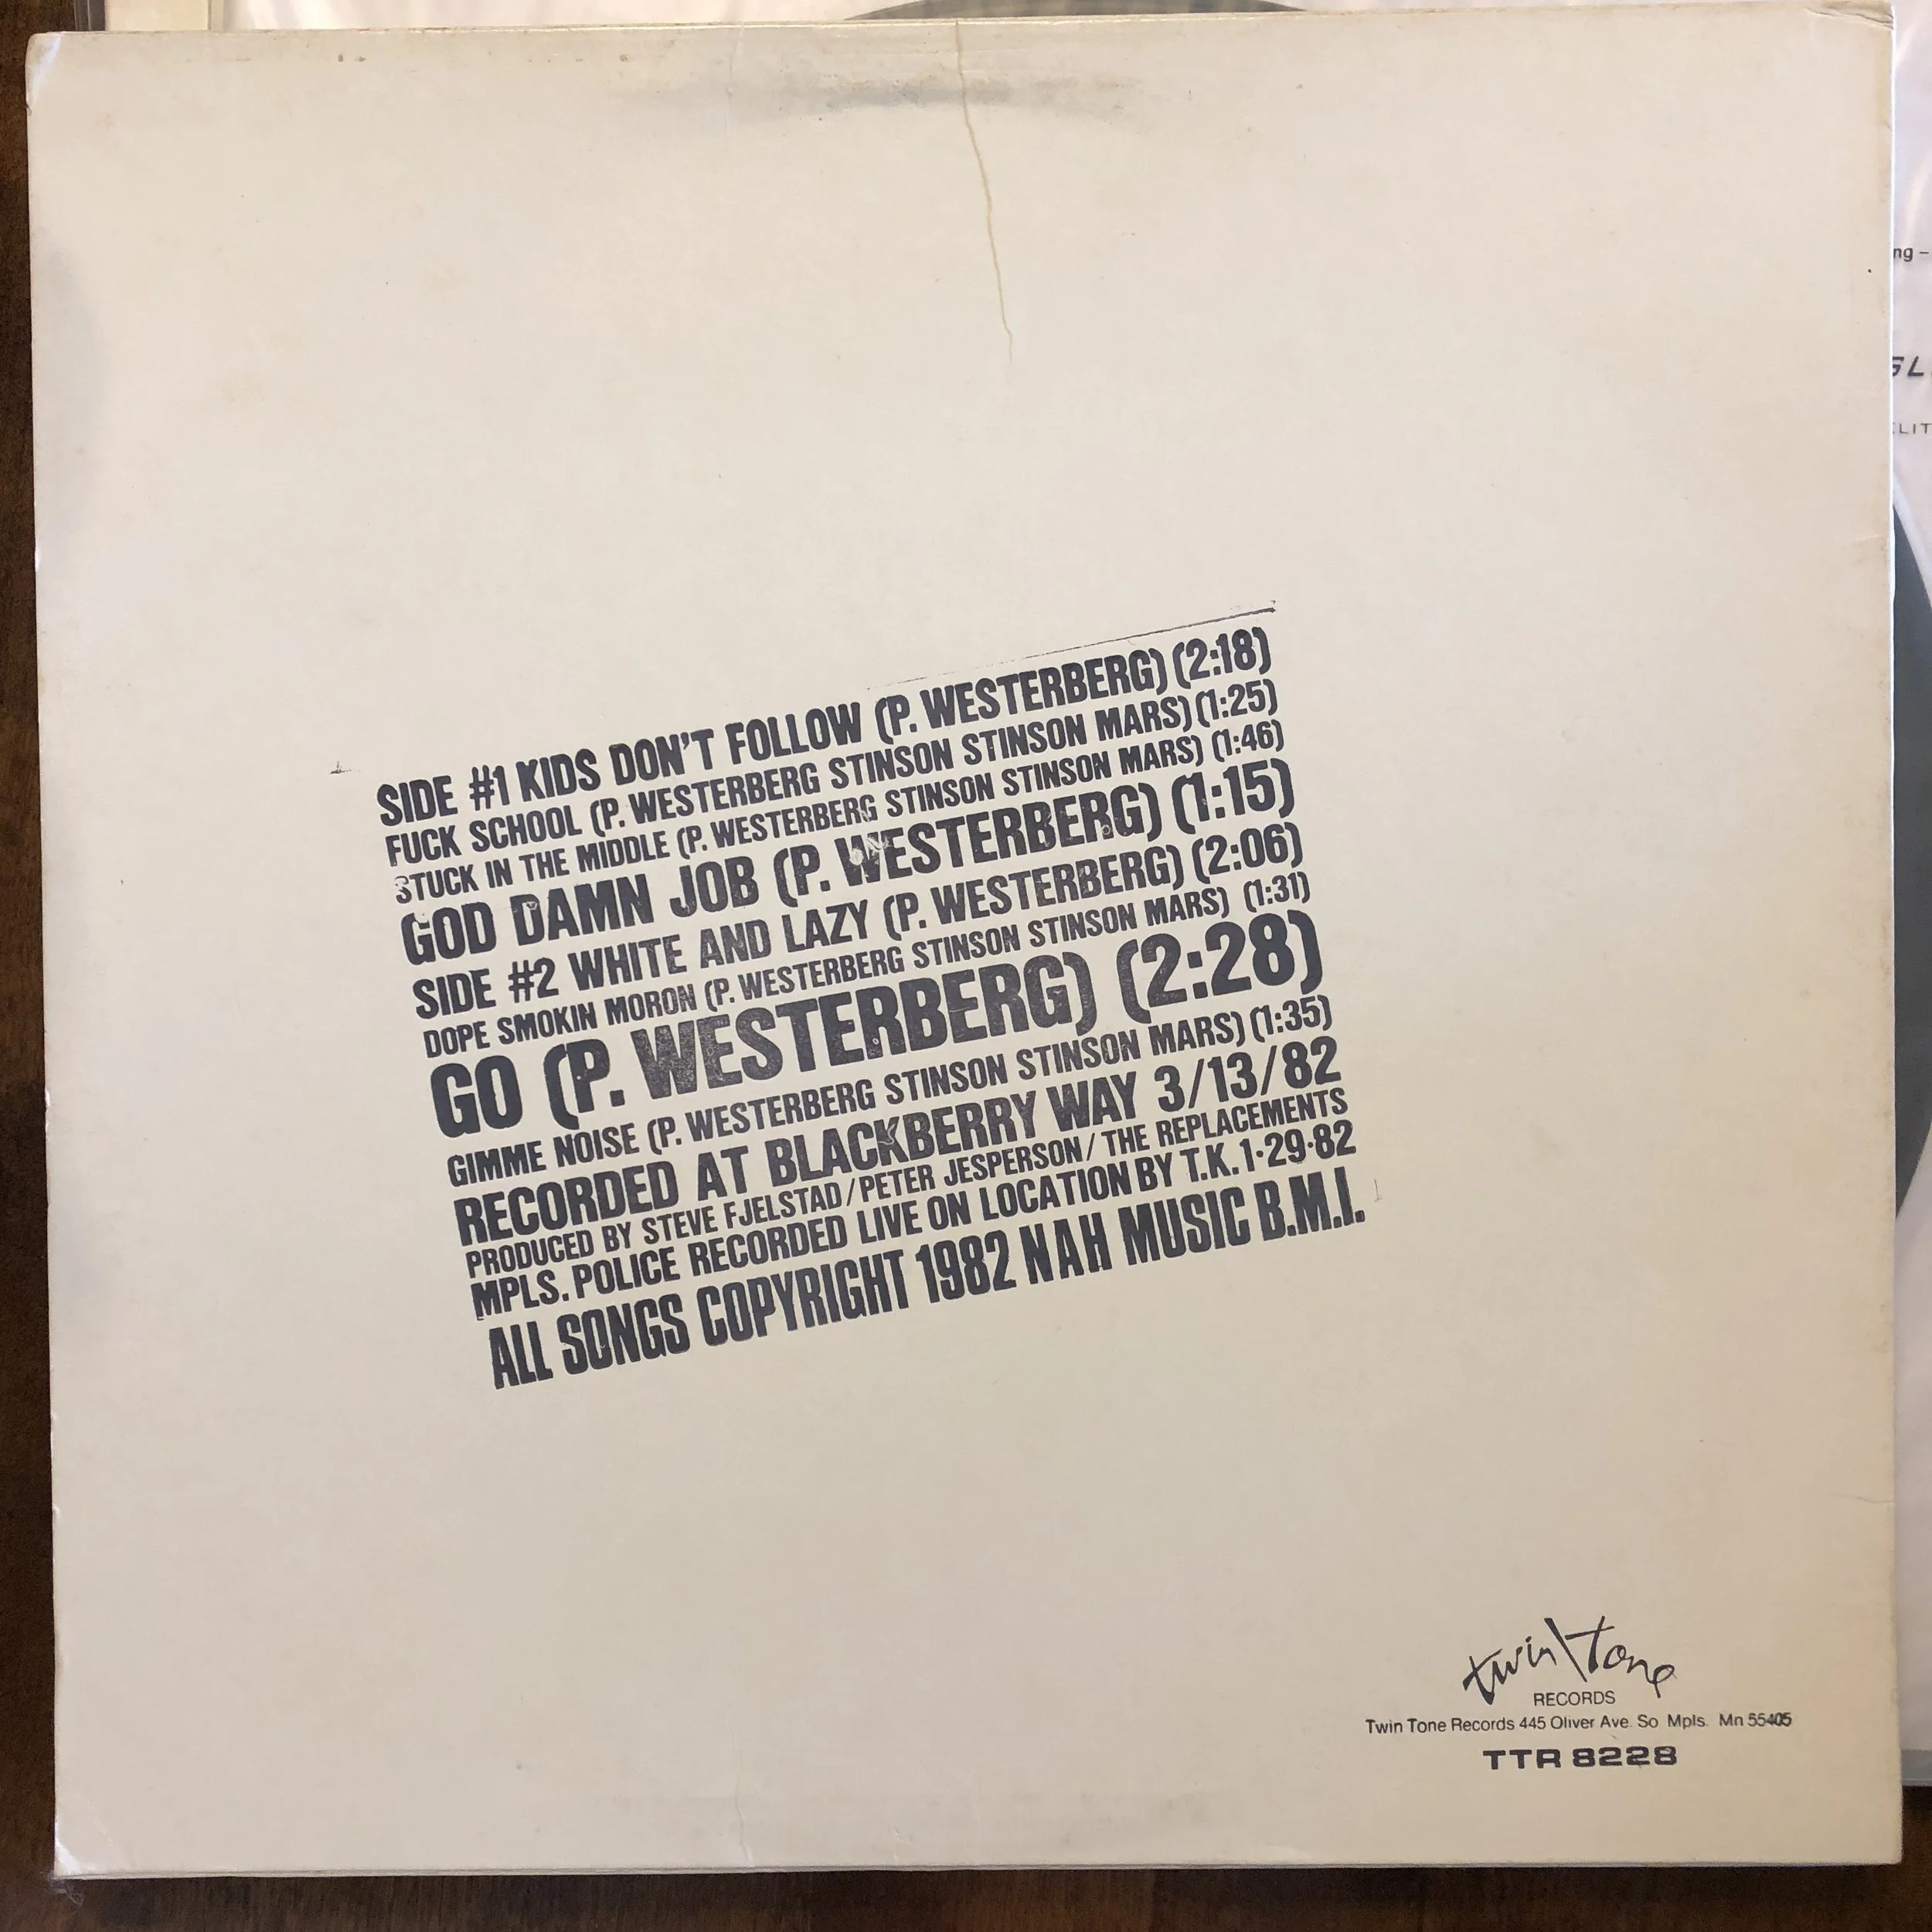 SIDE #1 KIDS DON'T FOLLOW (P. WESTERBERG) (2:18)
FUCK SCHOOL (P. WESTERBERG STINSON STINSON MARS) (1:25)
STUCK IN THE MIDDLE (P. WESTERBERG STINSON STINSON MARS) (1:46)
GOD DAMN JOB (P. WESTERBERG) (1:15)
SIDE #2 WHITE AND LAZY (P. WESTERBERG) (2:06)
DOPE SMOKIN MORON (P. WESTERBERG STINSON STINSON MARS) (1:31)
GO (P. WESTERBERG) (2:28)
GIMME NOISE (P. WESTERBERG STINSON STINSON MARS) (1:35)
RECORDED AT BLACKBERRY WAY 3/13/82
PRODUCED BY STEVE FJELSTAD/PETER JESPERSON/THE REPLACEMENTS
MPLS. POLICE RECORDED LIVE ON LOCATION BY T.K. 1·29·82
ALL SONGS COPYRIGHT 1982 NAH MUSIC B.M.I.
twin\Tone
RECORDS
Twin Tone Records 445 Oliver Ave. So Mpls. Mn 55405
TTR 8228